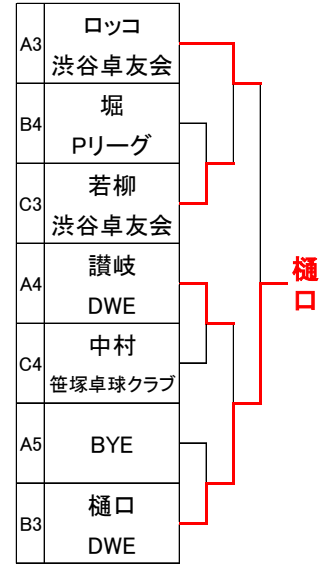 A3
ロッコ
渋谷卓友会
B4
堀
Pリーグ
C3
若柳
渋谷卓友会
A4
讃岐
DWE
C4
中村
笹塚卓球クラブ
A5
BYE
B3
樋口
DWE
樋口